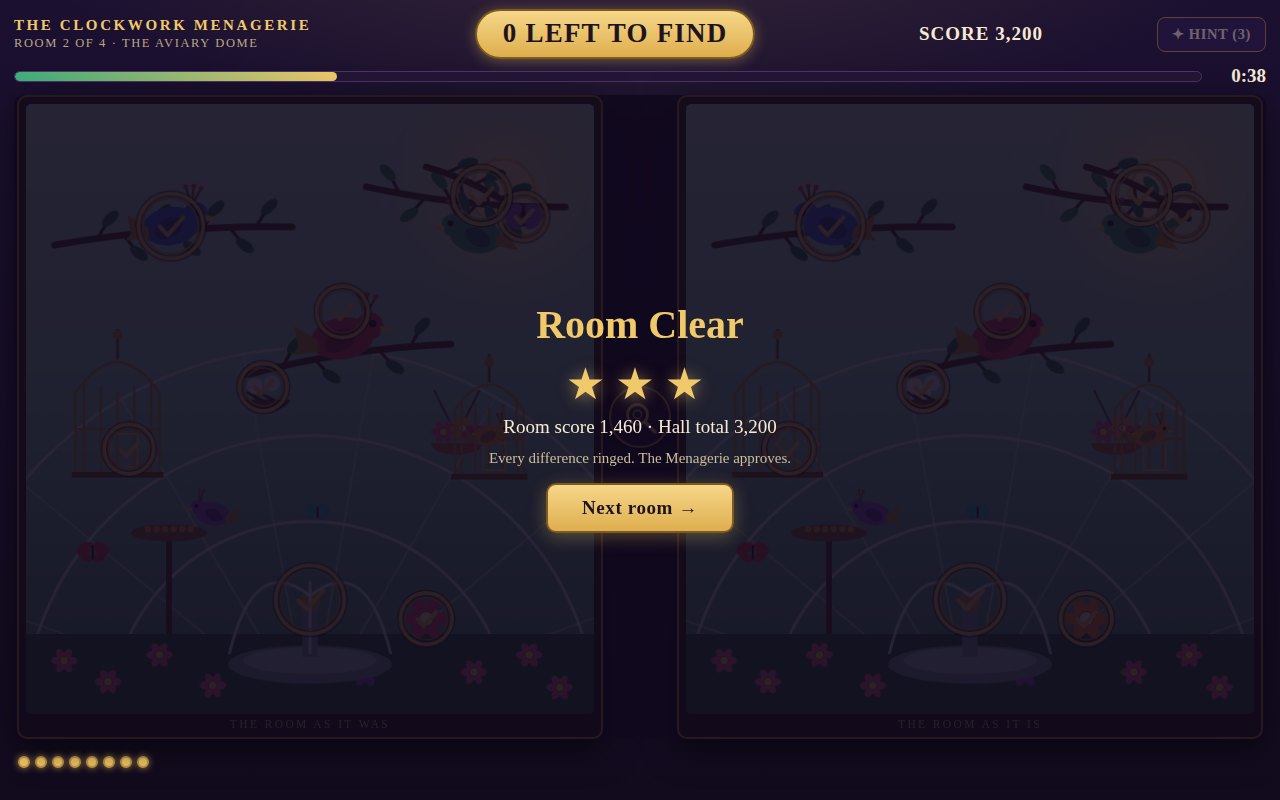 THE CLOCKWORK MENAGERIE
ROOM 2 OF 4 · THE AVIARY DOME
0 LEFT TO FIND
SCORE 3,200
✦ HINT (3)
0:38
Room Clear
★ ★ ★
Room score 1,460 · Hall total 3,200
Every difference ringed. The Menagerie approves.
Next room →
THE ROOM AS IT WAS
THE ROOM AS IT IS